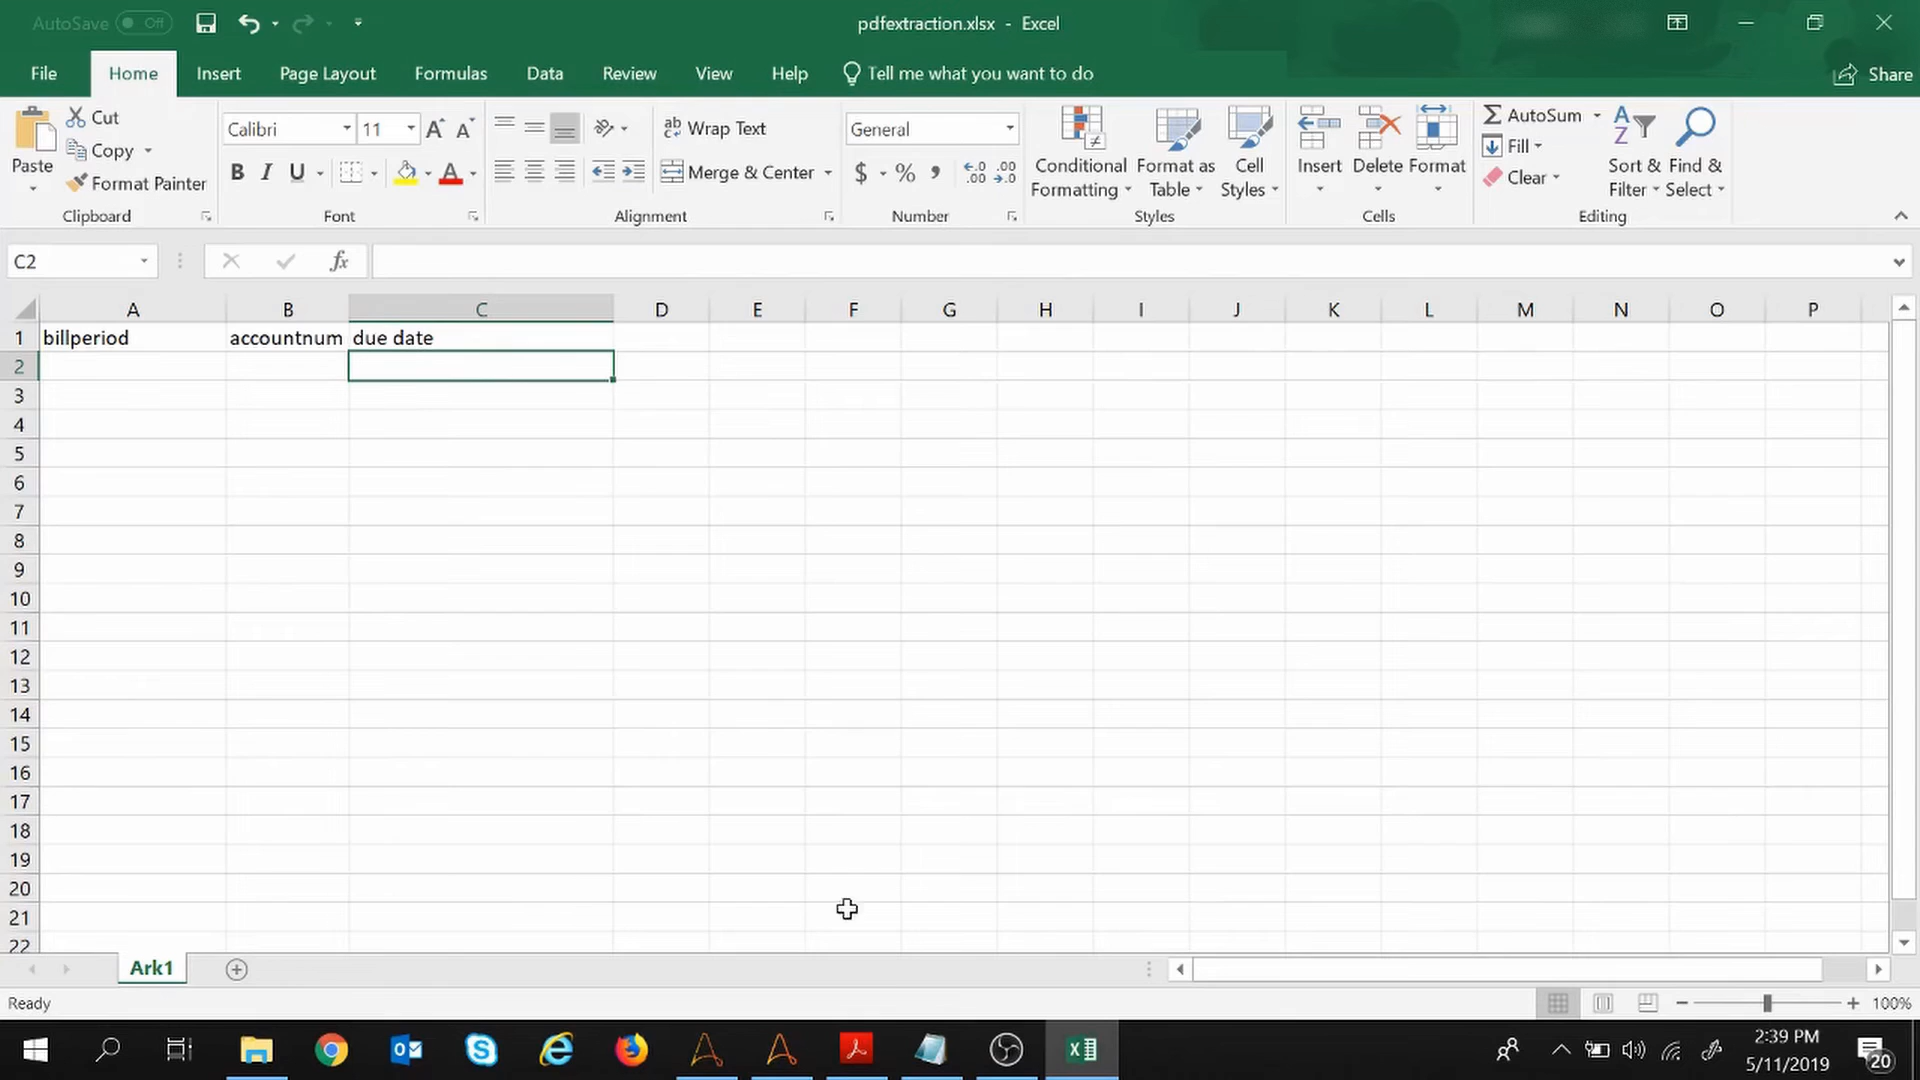 AutoSave Off
pdfextraction.xlsx - Excel
File Home Insert Page Layout Formulas Data Review View Help Tell me what you want to do Share
Paste
Cut
Copy
Format Painter
Clipboard
Calibri 11
B I U
Font
Wrap Text
Merge & Center
Alignment
General
$ % ,
Number
Conditional Formatting
Format as Table
Cell Styles
Styles
Insert Delete Format
Cells
AutoSum
Fill
Clear
Sort & Filter
Find & Select
Editing
C2 fx
A B C D E F G H I J K L M N O P
1 billperiod accountnum due date
2
3
4
5
6
7
8
9
10
11
12
13
14
15
16
17
18
19
20
21
22
Ark1
Ready 100%
2:39 PM
5/11/2019
20